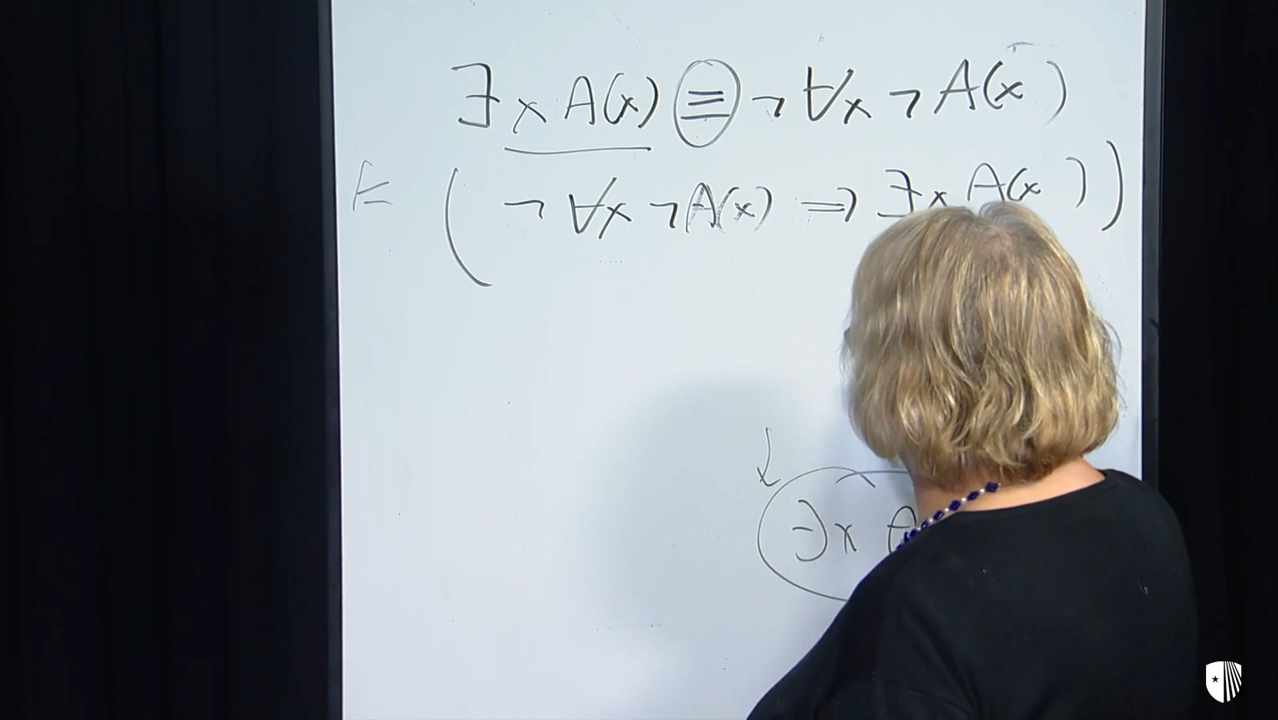 ∃x A(x) ≡ ¬∀x ¬A(x)
⊨ ( ¬∀x ¬A(x) ⇒ ∃x A(x) )
∃x